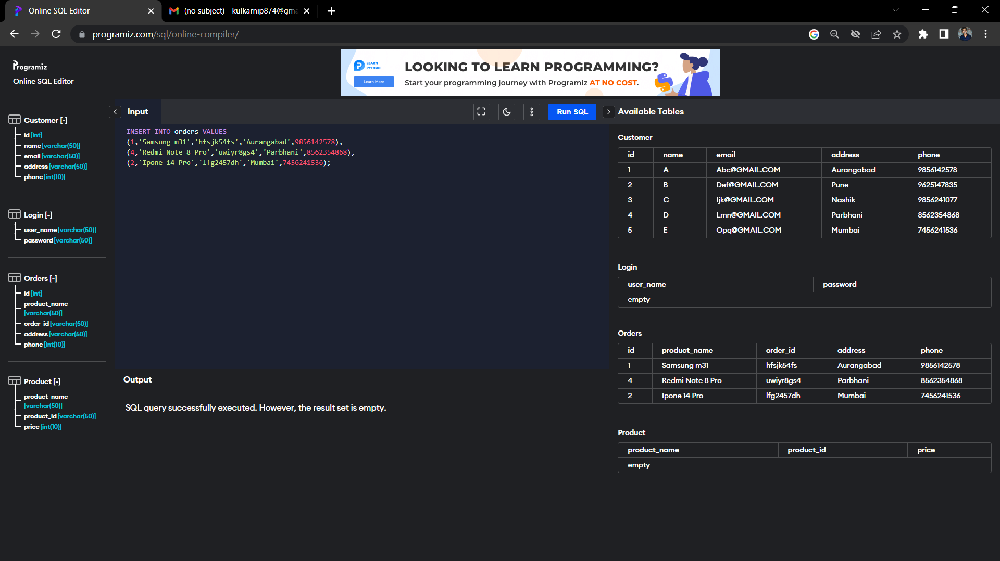 Online SQL Editor
(no subject) - kulkarnip874@gma
programiz.com/sql/online-compiler/
Programiz
Online SQL Editor
LEARN
PYTHON
Learn More
LOOKING TO LEARN PROGRAMMING?
Start your programming journey with Programiz AT NO COST.
Customer [-]
id [int]
name [varchar(50)]
email [varchar(50)]
address [varchar(50)]
phone [int(10)]
Login [-]
user_name [varchar(50)]
password [varchar(50)]
Orders [-]
id [int]
product_name
[varchar(50)]
order_id [varchar(50)]
address [varchar(50)]
phone [int(10)]
Product [-]
product_name
[varchar(50)]
product_id [varchar(50)]
price [int(10)]
Input
Run SQL
INSERT INTO orders VALUES
(1,'Samsung m31','hfsjk54fs','Aurangabad',9856142578),
(4,'Redmi Note 8 Pro','uwiyr8gs4','Parbhani',8562354868),
(2,'Ipone 14 Pro','lfg2457dh','Mumbai',7456241536);
Output
SQL query successfully executed. However, the result set is empty.
Available Tables
Customer
id name email address phone
1 A Abc@GMAIL.COM Aurangabad 9856142578
2 B Def@GMAIL.COM Pune 9625147835
3 C Ijk@GMAIL.COM Nashik 9856241077
4 D Lmn@GMAIL.COM Parbhani 8562354868
5 E Opq@GMAIL.COM Mumbai 7456241536
Login
user_name password
empty
Orders
id product_name order_id address phone
1 Samsung m31 hfsjk54fs Aurangabad 9856142578
4 Redmi Note 8 Pro uwiyr8gs4 Parbhani 8562354868
2 Ipone 14 Pro lfg2457dh Mumbai 7456241536
Product
product_name product_id price
empty